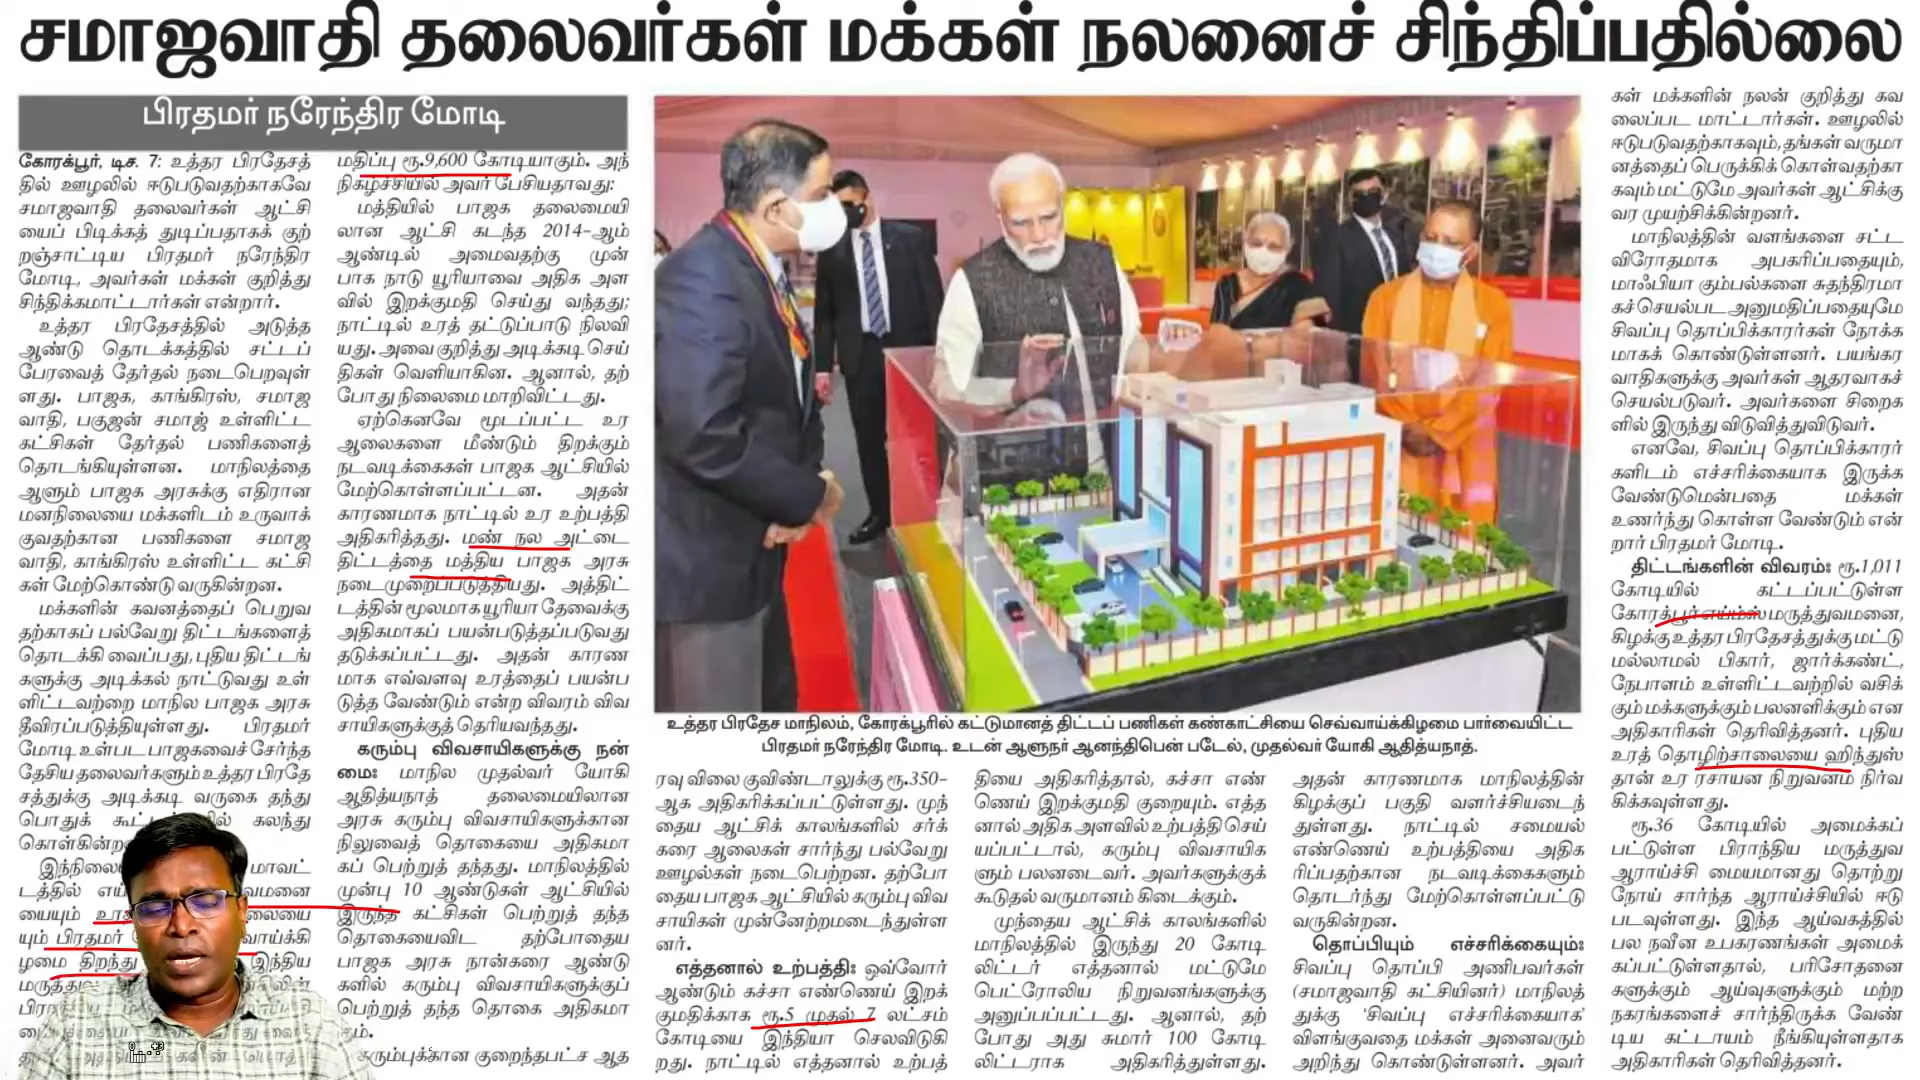 சமாஜவாதி தலைவர்கள் மக்கள் நலனைச் சிந்திப்பதில்லை
பிரதமர் நரேந்திர மோடி
கோரக்பூர், டிச. 7: உத்தர பிரதேசத்
தில் ஊழலில் ஈடுபடுவதற்காகவே
சமாஜவாதி தலைவர்கள் ஆட்சி
யைப் பிடிக்கத் துடிப்பதாகக் குற்
றஞ்சாட்டிய பிரதமர் நரேந்திர
மோடி, அவர்கள் மக்கள் குறித்து
சிந்திக்கமாட்டார்கள் என்றார்.
உத்தர பிரதேசத்தில் அடுத்த
ஆண்டு தொடக்கத்தில் சட்டப்
பேரவைத் தேர்தல் நடைபெறவுள்
ளது. பாஜக, காங்கிரஸ், சமாஜ
வாதி, பகுஜன் சமாஜ் உள்ளிட்ட
கட்சிகள் தேர்தல் பணிகளைத்
தொடங்கியுள்ளன. மாநிலத்தை
ஆளும் பாஜக அரசுக்கு எதிரான
மனநிலையை மக்களிடம் உருவாக்
குவதற்கான பணிகளை சமாஜ
வாதி, காங்கிரஸ் உள்ளிட்ட கட்சி
கள் மேற்கொண்டு வருகின்றன.
மக்களின் கவனத்தைப் பெறுவ
தற்காகப் பல்வேறு திட்டங்களைத்
தொடக்கி வைப்பது, புதிய திட்டங்
களுக்கு அடிக்கல் நாட்டுவது உள்
ளிட்டவற்றை மாநில பாஜக அரசு
தீவிரப்படுத்தியுள்ளது. பிரதமர்
மோடி உள்பட பாஜகவைச் சேர்ந்த
தேசிய தலைவர்களும் உத்தர பிரதே
சத்துக்கு அடிக்கடி வருகை தந்து
பொதுக் கலந்து
மாவட்
டத்தில்
யையும்
யும் பிரதமர்
ழமை திறந்து இந்திய
மதிப்பு ரூ.9,600 கோடியாகும். அந்
நிகழ்ச்சியில் அவர் பேசியதாவது:
மத்தியில் பாஜக தலைமையி
லான ஆட்சி கடந்த 2014-ஆம்
ஆண்டில் அமைவதற்கு முன்
பாக நாடு யூரியாவை அதிக அள
வில் இறக்குமதி செய்து வந்தது;
நாட்டில் உரத் தட்டுப்பாடு நிலவி
யது. அவை குறித்து அடிக்கடி செய்
திகள் வெளியாகின. ஆனால், தற்
போது நிலைமை மாறிவிட்டது.
ஏற்கெனவே மூடப்பட்ட உர
ஆலைகளை மீண்டும் திறக்கும்
நடவடிக்கைகள் பாஜக ஆட்சியில்
மேற்கொள்ளப்பட்டன. அதன்
காரணமாக நாட்டில் உர உற்பத்தி
அதிகரித்தது. மண் நல அட்டை
திட்டத்தை மத்திய பாஜக அரசு
நடைமுறைப்படுத்தியது. அத்திட்
டத்தின் மூலமாக யூரியா தேவைக்கு
அதிகமாகப் பயன்படுத்தப்படுவது
தடுக்கப்பட்டது. அதன் காரண
மாக எவ்வளவு உரத்தைப் பயன்ப
டுத்த வேண்டும் என்ற விவரம் விவ
சாயிகளுக்குத் தெரியவந்தது.
கரும்பு விவசாயிகளுக்கு நன்
மை: மாநில முதல்வர் யோகி
ஆதித்யநாத் தலைமையிலான
அரசு கரும்பு விவசாயிகளுக்கான
நிலுவைத் தொகையை அதிகமா
கப் பெற்றுத் தந்தது. மாநிலத்தில்
முன்பு 10 ஆண்டுகள் ஆட்சியில்
இருந்த கட்சிகள் பெற்றுத் தந்த
தொகையைவிட தற்போதைய
பாஜக அரசு நான்கரை ஆண்டு
களில் கரும்பு விவசாயிகளுக்குப்
பெற்றுத் தந்த தொகை அதிகமா
கும்.
கரும்புக்கான குறைந்தபட்ச ஆத
உத்தர பிரதேச மாநிலம், கோரக்பூரில் கட்டுமானத் திட்டப் பணிகள் கண்காட்சியை செவ்வாய்க்கிழமை பார்வையிட்ட
பிரதமர் நரேந்திர மோடி. உடன் ஆளுநர் ஆனந்திபென் படேல், முதல்வர் யோகி ஆதித்யநாத்.
ரவு விலை குவிண்டாலுக்கு ரூ.350-
ஆக அதிகரிக்கப்பட்டுள்ளது. முந்
தைய ஆட்சிக் காலங்களில் சர்க்
கரை ஆலைகள் சார்ந்து பல்வேறு
ஊழல்கள் நடைபெற்றன. தற்போ
தைய பாஜக ஆட்சியில் கரும்பு விவ
சாயிகள் முன்னேற்றமடைந்துள்ள
னர்.
எத்தனால் உற்பத்தி: ஒவ்வோர்
ஆண்டும் கச்சா எண்ணெய் இறக்
குமதிக்காக ரூ.5 முதல் 7 லட்சம்
கோடியை இந்தியா செலவிடுகி
றது. நாட்டில் எத்தனால் உற்பத்
தியை அதிகரித்தால், கச்சா எண்
ணெய் இறக்குமதி குறையும். எத்த
னால் அதிக அளவில் உற்பத்தி செய்
யப்பட்டால், கரும்பு விவசாயிக
ளும் பலனடைவர். அவர்களுக்குக்
கூடுதல் வருமானம் கிடைக்கும்.
முந்தைய ஆட்சிக் காலங்களில்
மாநிலத்தில் இருந்து 20 கோடி
லிட்டர் எத்தனால் மட்டுமே
பெட்ரோலிய நிறுவனங்களுக்கு
அனுப்பப்பட்டது. ஆனால், தற்
போது அது சுமார் 100 கோடி
லிட்டராக அதிகரித்துள்ளது.
அதன் காரணமாக மாநிலத்தின்
கிழக்குப் பகுதி வளர்ச்சியடைந்
துள்ளது. நாட்டில் சமையல்
எண்ணெய் உற்பத்தியை அதிக
ரிப்பதற்கான நடவடிக்கைகளும்
தொடர்ந்து மேற்கொள்ளப்பட்டு
வருகின்றன.
தொப்பியும் எச்சரிக்கையும்:
சிவப்பு தொப்பி அணிபவர்கள்
(சமாஜவாதி கட்சியினர்) மாநிலத்
துக்கு 'சிவப்பு எச்சரிக்கையாக'
விளங்குவதை மக்கள் அனைவரும்
அறிந்து கொண்டுள்ளனர். அவர்
கள் மக்களின் நலன் குறித்து கவ
லைப்பட மாட்டார்கள். ஊழலில்
ஈடுபடுவதற்காகவும், தங்கள் வருமா
னத்தைப் பெருக்கிக் கொள்வதற்கா
கவும் மட்டுமே அவர்கள் ஆட்சிக்கு
வர முயற்சிக்கின்றனர்.
மாநிலத்தின் வளங்களை சட்ட
விரோதமாக அபகரிப்பதையும்,
மாஃபியா கும்பல்களை சுதந்திரமா
கச் செயல்பட அனுமதிப்பதையுமே
சிவப்பு தொப்பிக்காரர்கள் நோக்க
மாகக் கொண்டுள்ளனர். பயங்கர
வாதிகளுக்கு அவர்கள் ஆதரவாகச்
செயல்படுவர். அவர்களை சிறைக
ளில் இருந்து விடுவித்துவிடுவர்.
எனவே, சிவப்பு தொப்பிக்காரர்
களிடம் எச்சரிக்கையாக இருக்க
வேண்டுமென்பதை மக்கள்
உணர்ந்து கொள்ள வேண்டும் என்
றார் பிரதமர் மோடி.
திட்டங்களின் விவரம்: ரூ.1,011
கோடியில் கட்டப்பட்டுள்ள
கோரக்பூர் எய்ம்ஸ் மருத்துவமனை,
கிழக்கு உத்தர பிரதேசத்துக்கு மட்டு
மல்லாமல் பிகார், ஜார்க்கண்ட்,
நேபாளம் உள்ளிட்டவற்றில் வசிக்
கும் மக்களுக்கும் பலனளிக்கும் என
அதிகாரிகள் தெரிவித்தனர். புதிய
உரத் தொழிற்சாலையை ஹிந்துஸ்
தான் உர ரசாயன நிறுவனம் நிர்வ
கிக்கவுள்ளது.
ரூ.36 கோடியில் அமைக்கப்
பட்டுள்ள பிராந்திய மருத்துவ
ஆராய்ச்சி மையமானது தொற்று
நோய் சார்ந்த ஆராய்ச்சியில் ஈடு
படவுள்ளது. இந்த ஆய்வகத்தில்
பல நவீன உபகரணங்கள் அமைக்
கப்பட்டுள்ளதால், பரிசோதனை
களுக்கும் ஆய்வுகளுக்கும் மற்ற
நகரங்களைச் சார்ந்திருக்க வேண்
டிய கட்டாயம் நீங்கியுள்ளதாக
அதிகாரிகள் தெரிவித்தனர்.